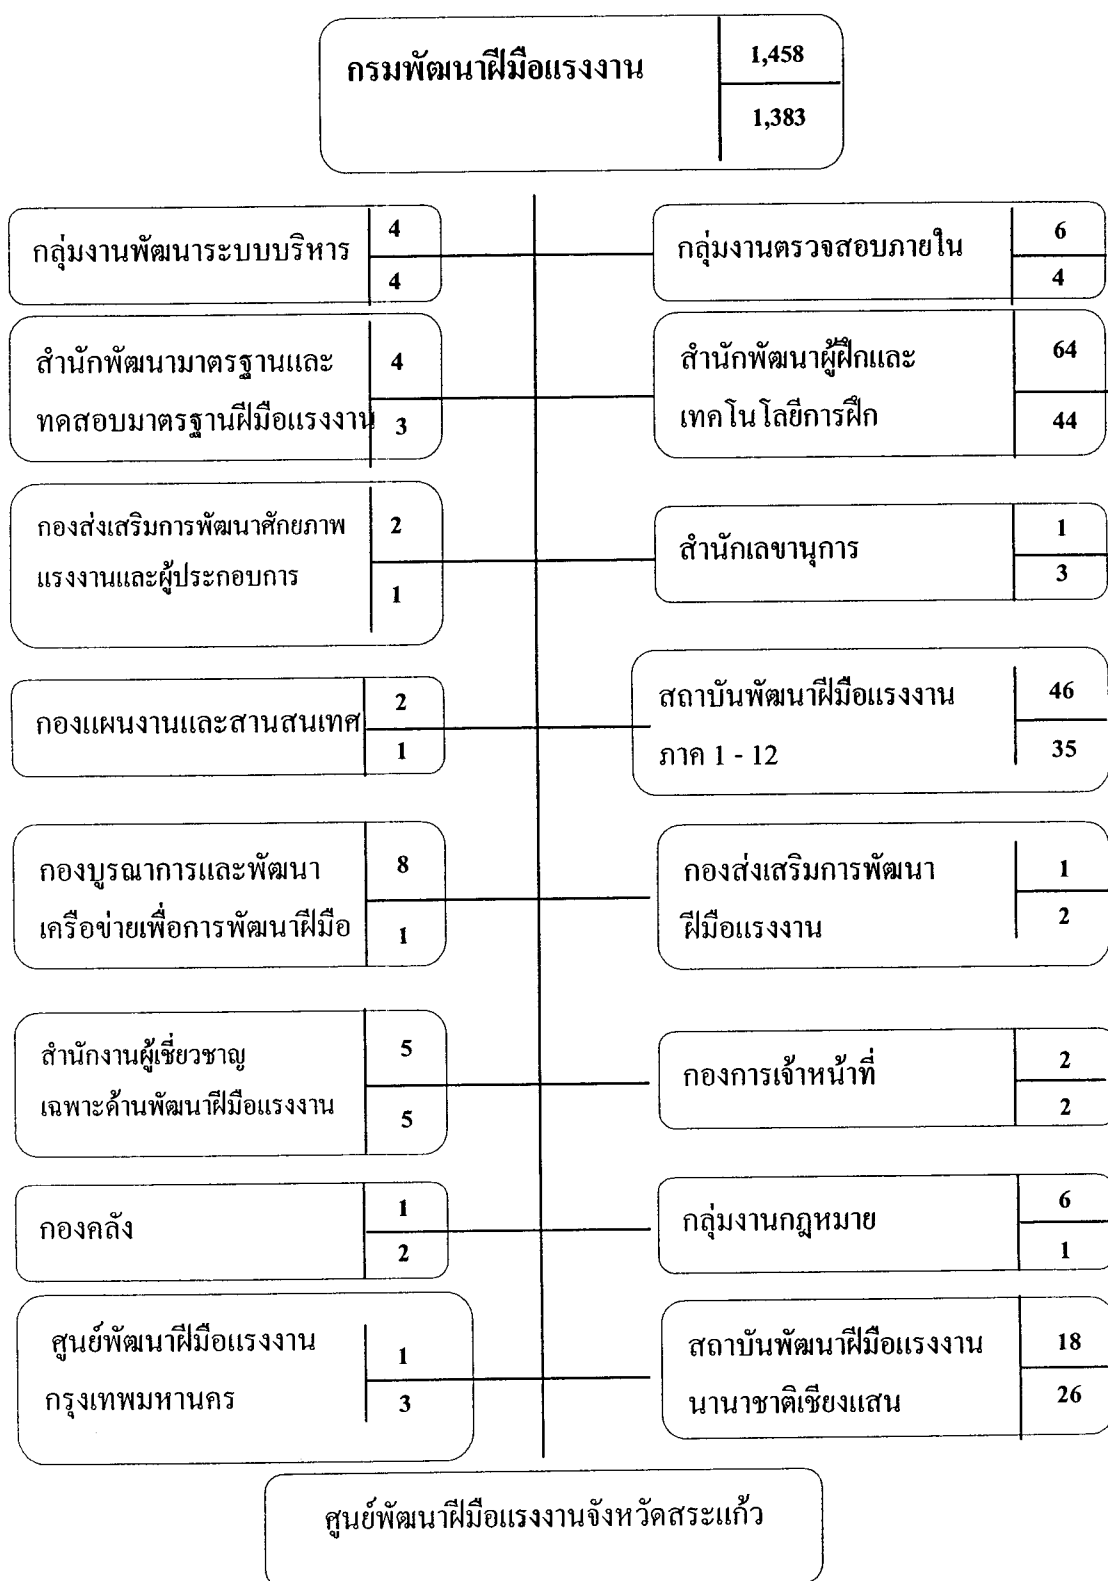 กรมพัฒนาฝีมือแรงงาน
1,458
1,383
กลุ่มงานพัฒนาระบบบริหาร
4
4
กลุ่มงานตรวจสอบภายใน
6
4
สำนักพัฒนามาตรฐานและ
ทดสอบมาตรฐานฝีมือแรงงาน
4
3
สำนักพัฒนาผู้ฝึกและ
เทคโนโลยีการฝึก
64
44
กองส่งเสริมการพัฒนาศักยภาพ
แรงงานและผู้ประกอบการ
2
1
สำนักเลขานุการ
1
3
กองแผนงานและสานสนเทศ
2
1
สถาบันพัฒนาฝีมือแรงงาน
ภาค 1 - 12
46
35
กองบูรณาการและพัฒนา
เครือข่ายเพื่อการพัฒนาฝีมือ
8
1
กองส่งเสริมการพัฒนา
ฝีมือแรงงาน
1
2
สำนักงานผู้เชี่ยวชาญ
เฉพาะด้านพัฒนาฝีมือแรงงาน
5
5
กองการเจ้าหน้าที่
2
2
กองคลัง
1
2
กลุ่มงานกฎหมาย
6
1
ศูนย์พัฒนาฝีมือแรงงาน
กรุงเทพมหานคร
1
3
สถาบันพัฒนาฝีมือแรงงาน
นานาชาติเชียงแสน
18
26
ศูนย์พัฒนาฝีมือแรงงานจังหวัดสระแก้ว